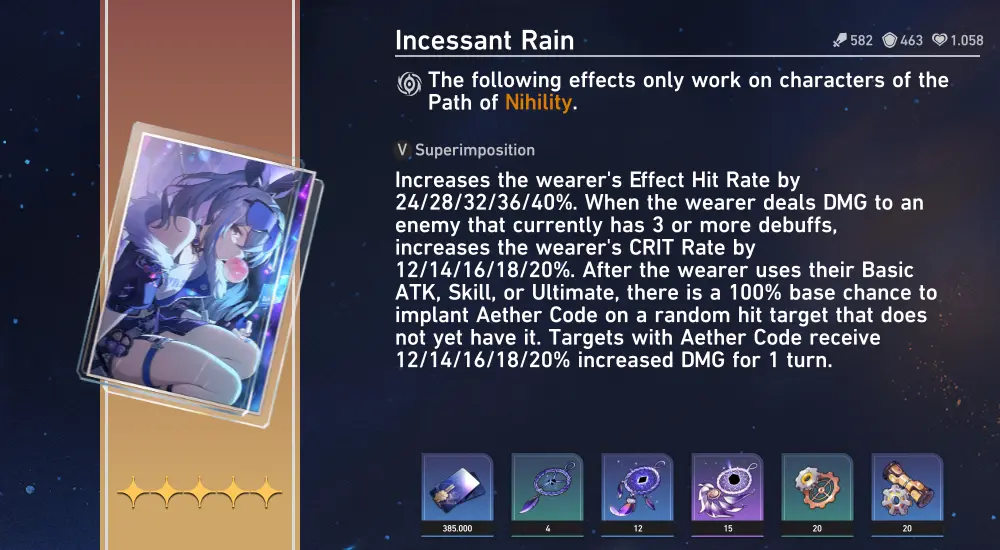 Incessant Rain
582 463 1.058
The following effects only work on characters of the
Path of Nihility.
V Superimposition
Increases the wearer's Effect Hit Rate by
24/28/32/36/40%. When the wearer deals DMG to an
enemy that currently has 3 or more debuffs,
increases the wearer's CRIT Rate by
12/14/16/18/20%. After the wearer uses their Basic
ATK, Skill, or Ultimate, there is a 100% base chance to
implant Aether Code on a random hit target that does
not yet have it. Targets with Aether Code receive
12/14/16/18/20% increased DMG for 1 turn.
385.000 4 12 15 20 20